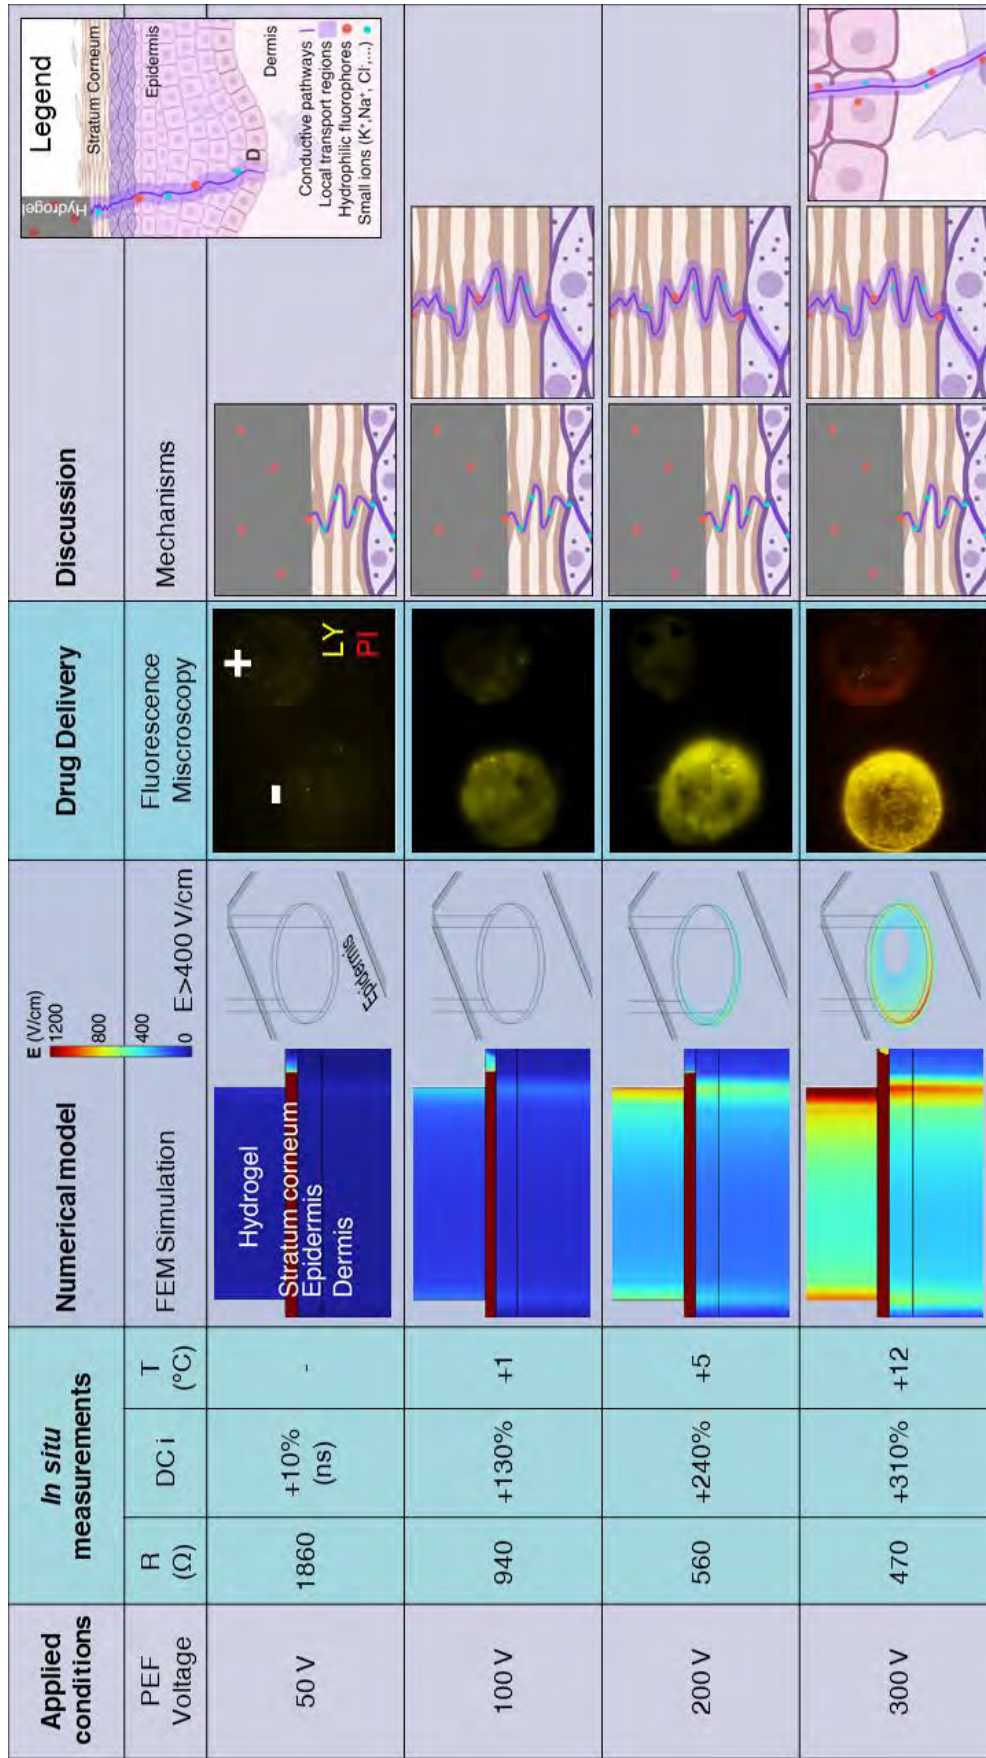 Applied conditions
In situ measurements
Numerical model
Drug Delivery
Discussion
PEF Voltage
R (Ω)
DC i
T (°C)
FEM Simulation
E (V/cm)
1200
800
400
0
E>400 V/cm
Fluorescence Miscroscopy
Mechanisms
Legend
Hydrogel
Stratum Corneum
Epidermis
Dermis
D
Conductive pathways
Local transport regions
Hydrophilic fluorophores
Small ions (K+,Na+, Cl-,....)
50 V
1860
+10% (ns)
-
Hydrogel
Stratum corneum
Epidermis
Dermis
Epidermis
-
+
LY
PI
100 V
940
+130%
+1
200 V
560
+240%
+5
300 V
470
+310%
+12